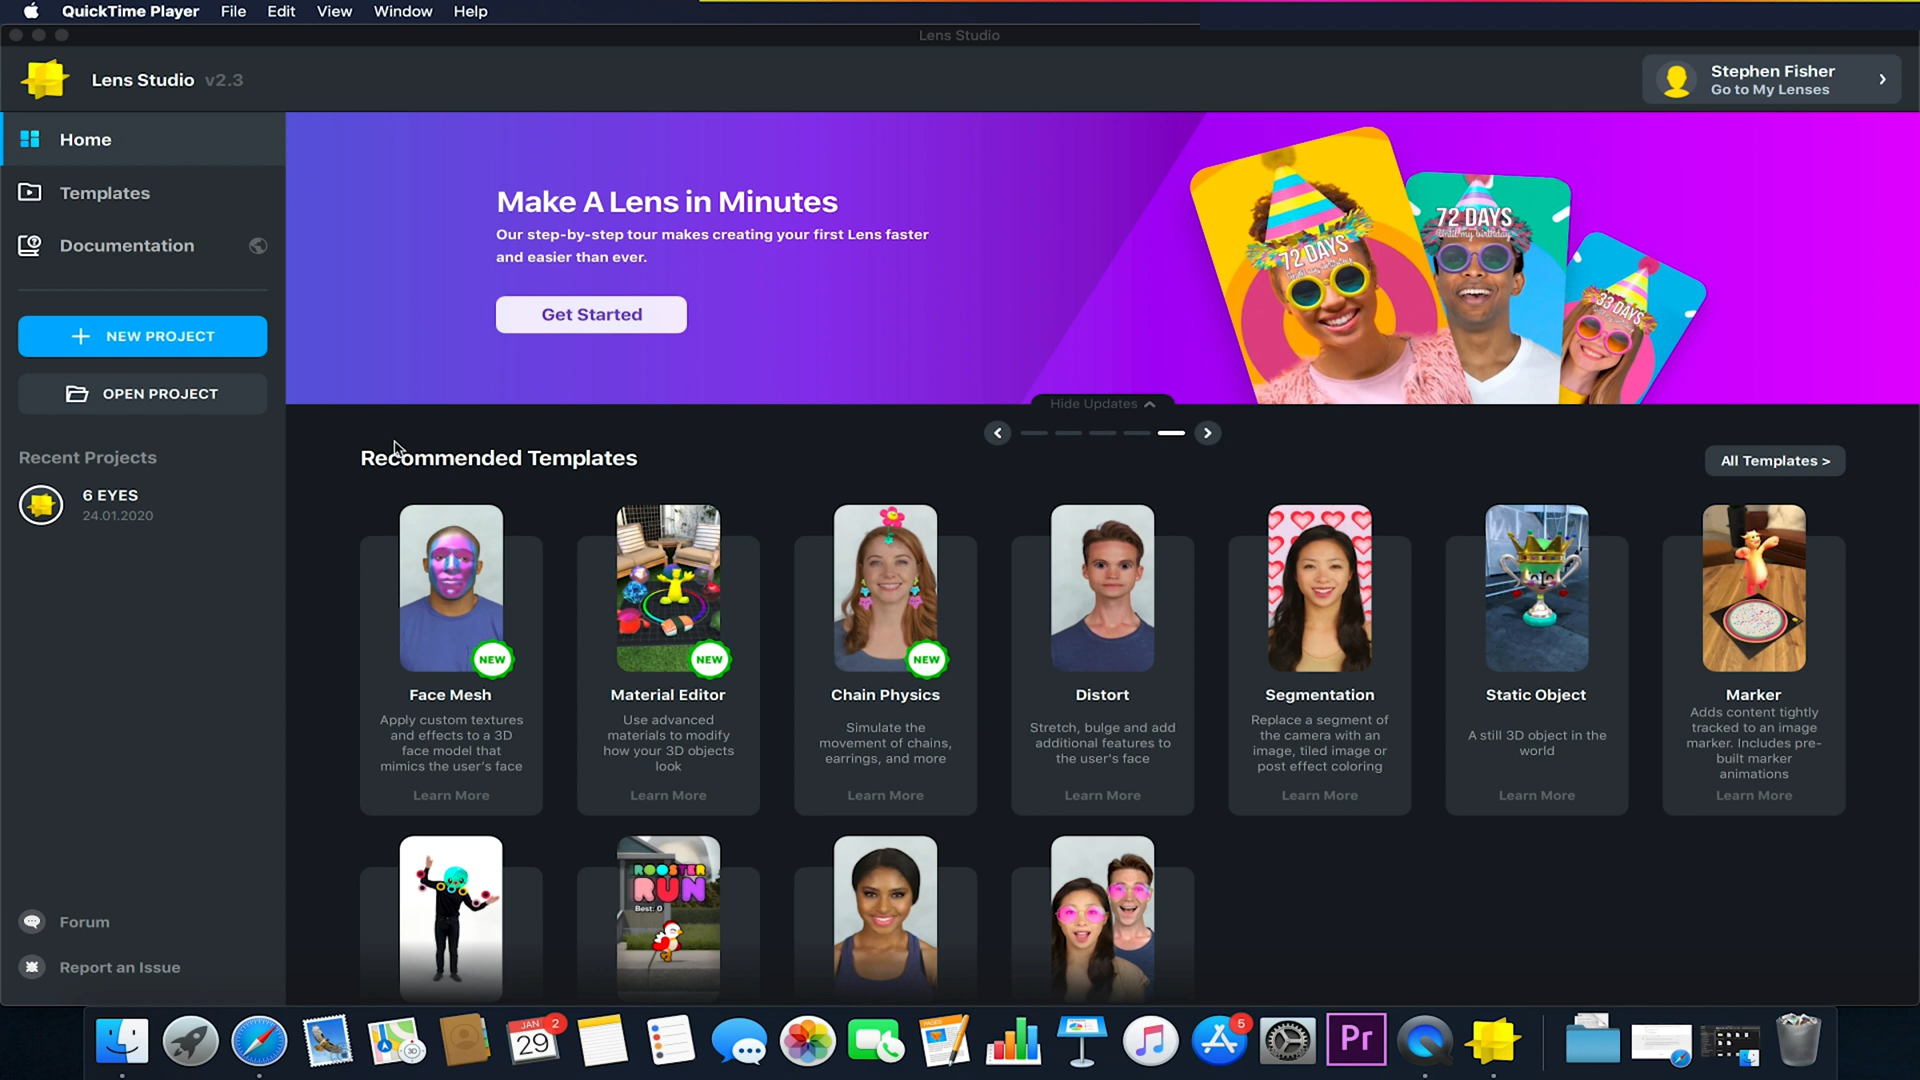 QuickTime Player File Edit View Window Help
Lens Studio
Lens Studio v2.3
Stephen Fisher
Go to My Lenses
Home
Templates
Documentation
NEW PROJECT
OPEN PROJECT
Recent Projects
6 EYES
24.01.2020
Forum
Report an Issue
Make A Lens in Minutes
Our step-by-step tour makes creating your first Lens faster
and easier than ever.
Get Started
72 DAYS
72 DAYS
Until my birthday
33 DAYS
Hide Updates
Recommended Templates
All Templates >
NEW
Face Mesh
Apply custom textures
and effects to a 3D
face model that
mimics the user's face
Learn More
NEW
Material Editor
Use advanced
materials to modify
how your 3D objects
look
Learn More
NEW
Chain Physics
Simulate the
movement of chains,
earrings, and more
Learn More
Distort
Stretch, bulge and add
additional features to
the user's face
Learn More
Segmentation
Replace a segment of
the camera with an
image, tiled image or
post effect coloring
Learn More
Static Object
A still 3D object in the
world
Learn More
Marker
Adds content tightly
tracked to an image
marker. Includes pre-
built marker
animations
Learn More
ROOSTER
RUN
Best: 0
3D
JAN
29
2
PAGES
5
Pr